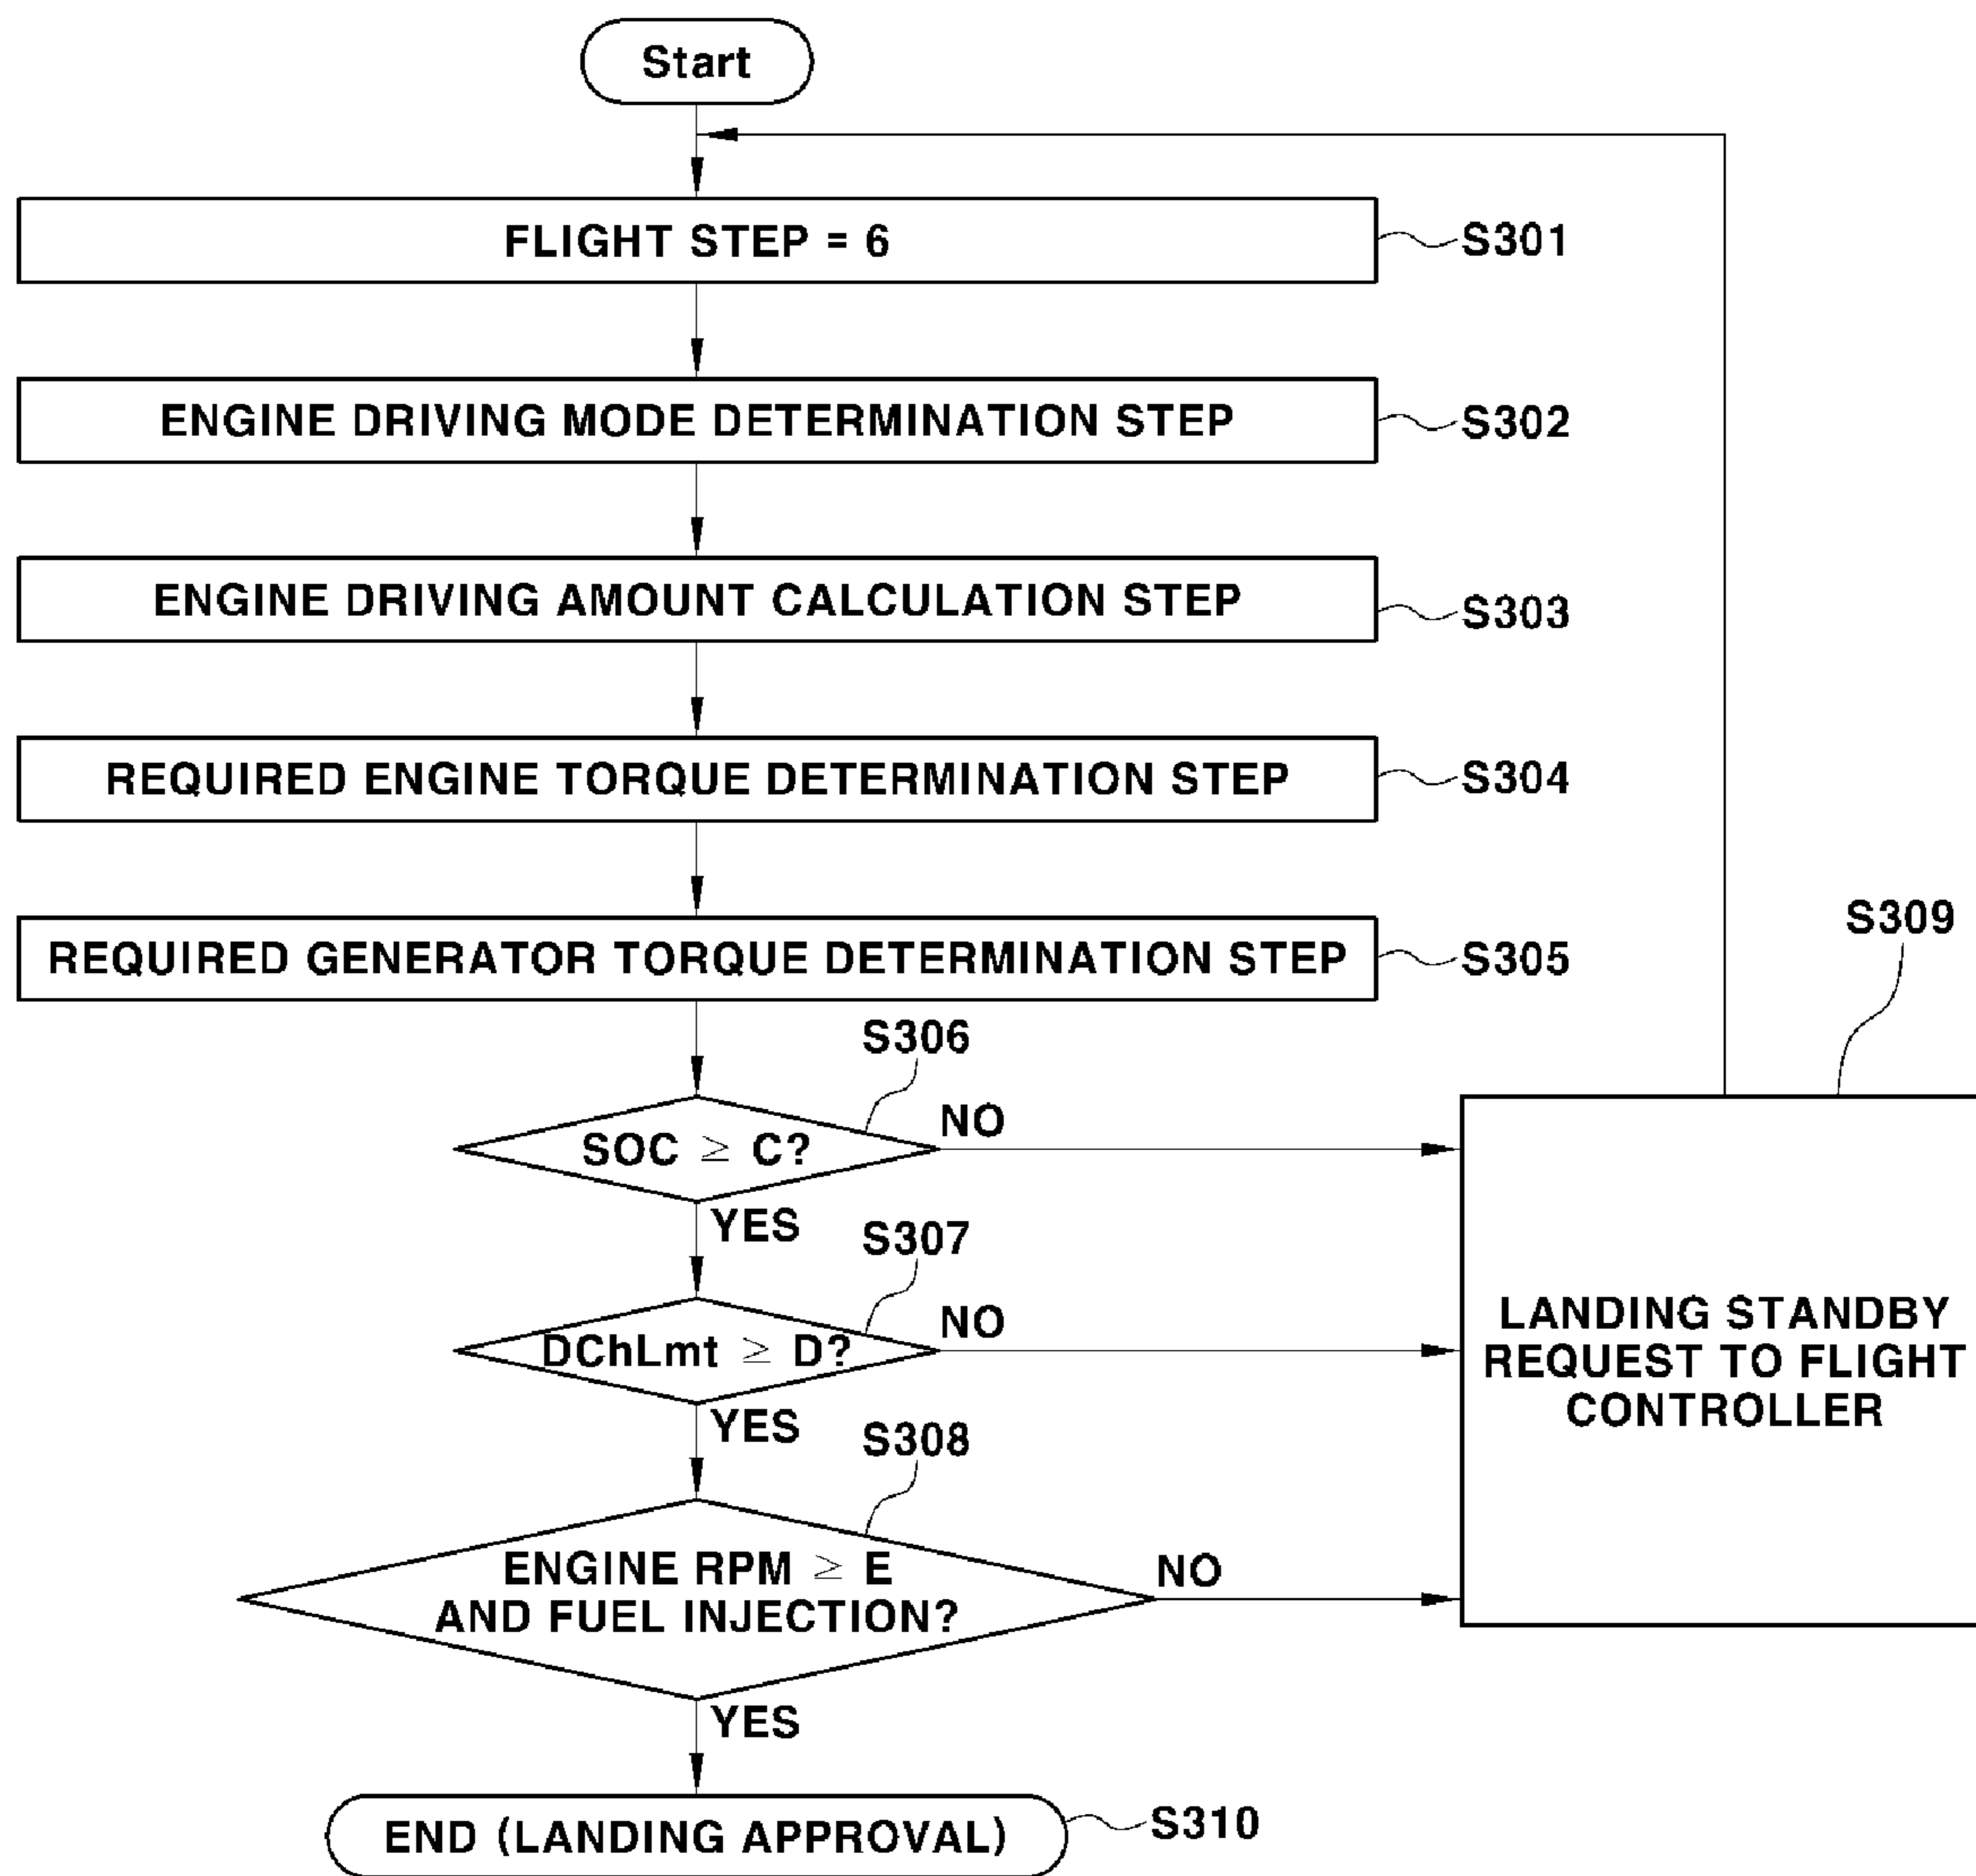 Start
FLIGHT STEP = 6
S301
ENGINE DRIVING MODE DETERMINATION STEP
S302
ENGINE DRIVING AMOUNT CALCULATION STEP
S303
REQUIRED ENGINE TORQUE DETERMINATION STEP
S304
REQUIRED GENERATOR TORQUE DETERMINATION STEP
S305
S306
SOC ≥ C?
NO
YES
S307
DChLmt ≥ D?
NO
YES
S308
ENGINE RPM ≥ E
AND FUEL INJECTION?
NO
YES
S309
LANDING STANDBY
REQUEST TO FLIGHT
CONTROLLER
END (LANDING APPROVAL)
S310